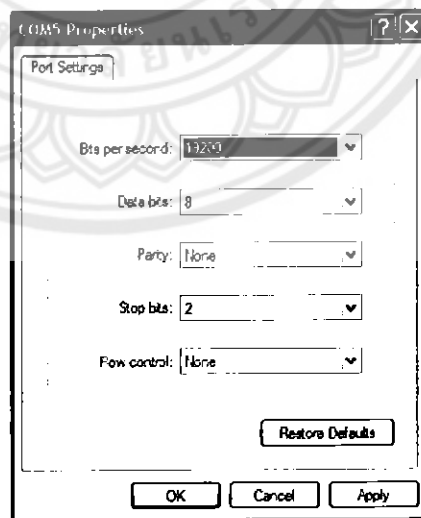 COM5 Properties
Port Settings
Bits per second: 19200
Data bits: 8
Parity: None
Stop bits: 2
Flow control: None
Restore Defaults
OK Cancel Apply